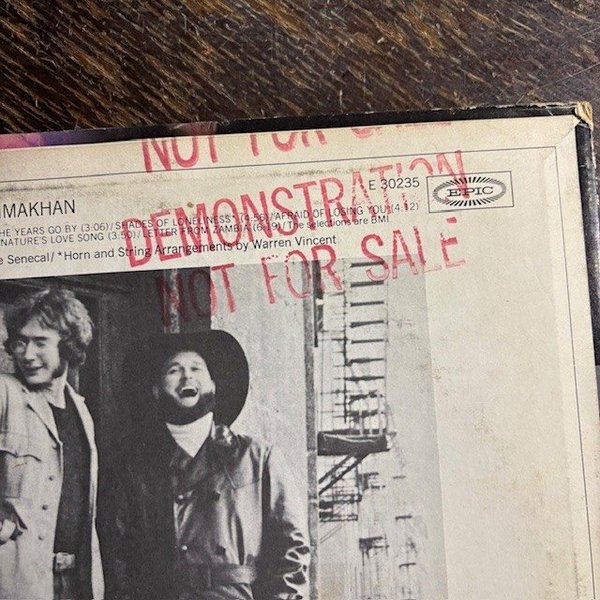 NOT FOR SALE
DEMONSTRATION
NOT FOR SALE
E 30235 EPIC
MAKHAN
HE YEARS GO BY (3:06)/SHADES OF LONELINESS* (4:56)/AFRAID OF LOSING YOU* (4:12)
NATURE'S LOVE SONG (3:50)/LETTER FROM ZAMBIA (6:19)/The selections are BMI.
e Senecal/*Horn and String Arrangements by Warren Vincent